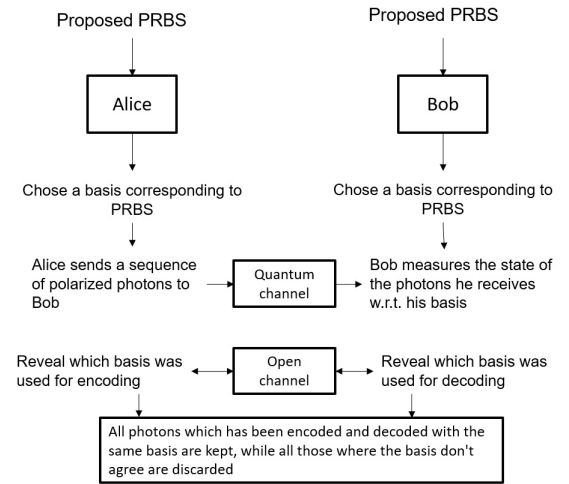 Proposed PRBS
Proposed PRBS
Alice
Bob
Chose a basis corresponding to
PRBS
Chose a basis corresponding to
PRBS
Alice sends a sequence
of polarized photons to
Bob
Quantum
channel
Bob measures the state of
the photons he receives
w.r.t. his basis
Reveal which basis was
used for encoding
Open
channel
Reveal which basis was
used for decoding
All photons which has been encoded and decoded with the
same basis are kept, while all those where the basis don't
agree are discarded